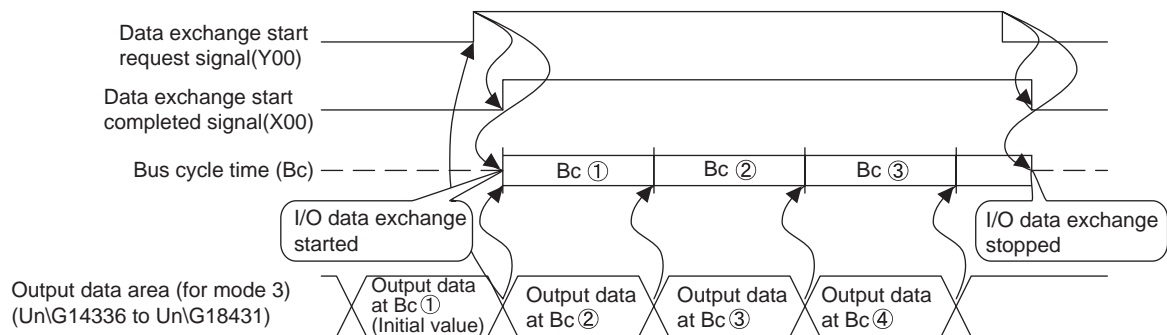 Data exchange start
request signal(Y00)
Data exchange start
completed signal(X00)
Bus cycle time (Bc)
Bc ①
Bc ②
Bc ③
I/O data exchange
started
I/O data exchange
stopped
Output data area (for mode 3)
(Un\G14336 to Un\G18431)
Output data
at Bc ①
(Initial value)
Output data
at Bc ②
Output data
at Bc ③
Output data
at Bc ④